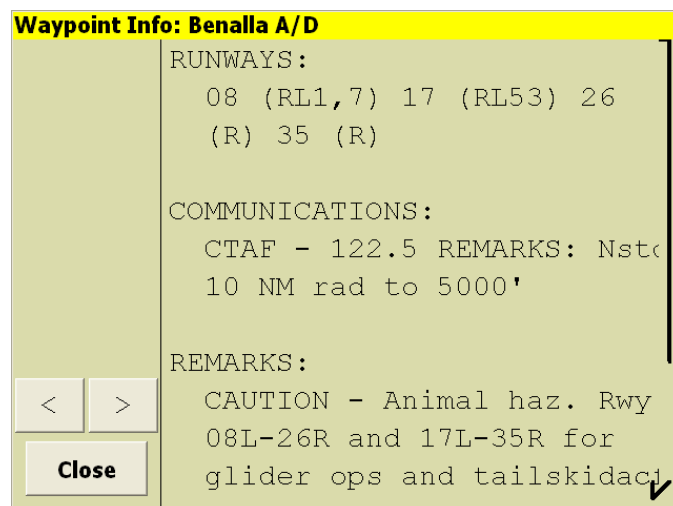 Waypoint Info: Benalla A/D
RUNWAYS:
08 (RL1,7) 17 (RL53) 26
(R) 35 (R)
COMMUNICATIONS:
CTAF - 122.5 REMARKS: Nstc
10 NM rad to 5000'
REMARKS:
CAUTION - Animal haz. Rwy
08L-26R and 17L-35R for
glider ops and tailskidac
< >
Close